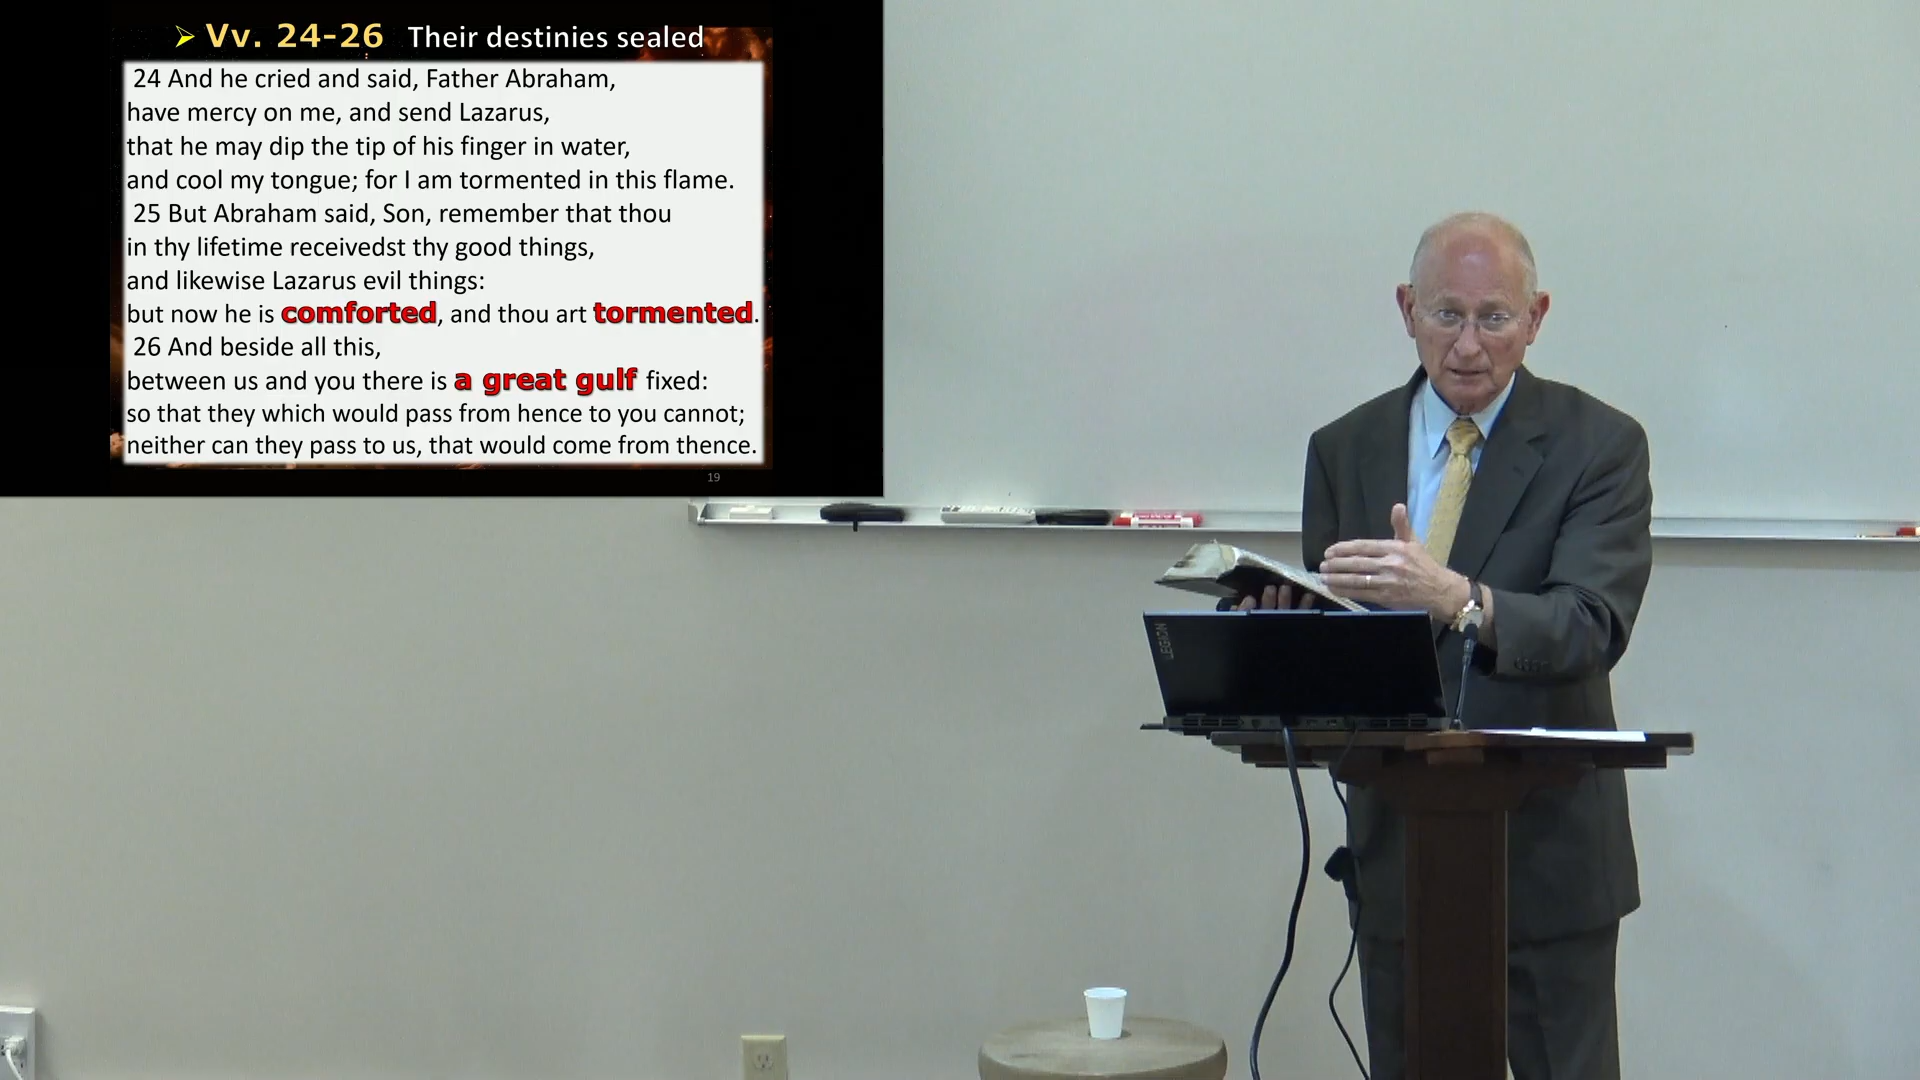 Vv. 24-26 Their destinies sealed
24 And he cried and said, Father Abraham,
have mercy on me, and send Lazarus,
that he may dip the tip of his finger in water,
and cool my tongue; for I am tormented in this flame.
25 But Abraham said, Son, remember that thou
in thy lifetime receivedst thy good things,
and likewise Lazarus evil things:
but now he is comforted, and thou art tormented.
26 And beside all this,
between us and you there is a great gulf fixed:
so that they which would pass from hence to you cannot;
neither can they pass to us, that would come from thence.
19
LEGION